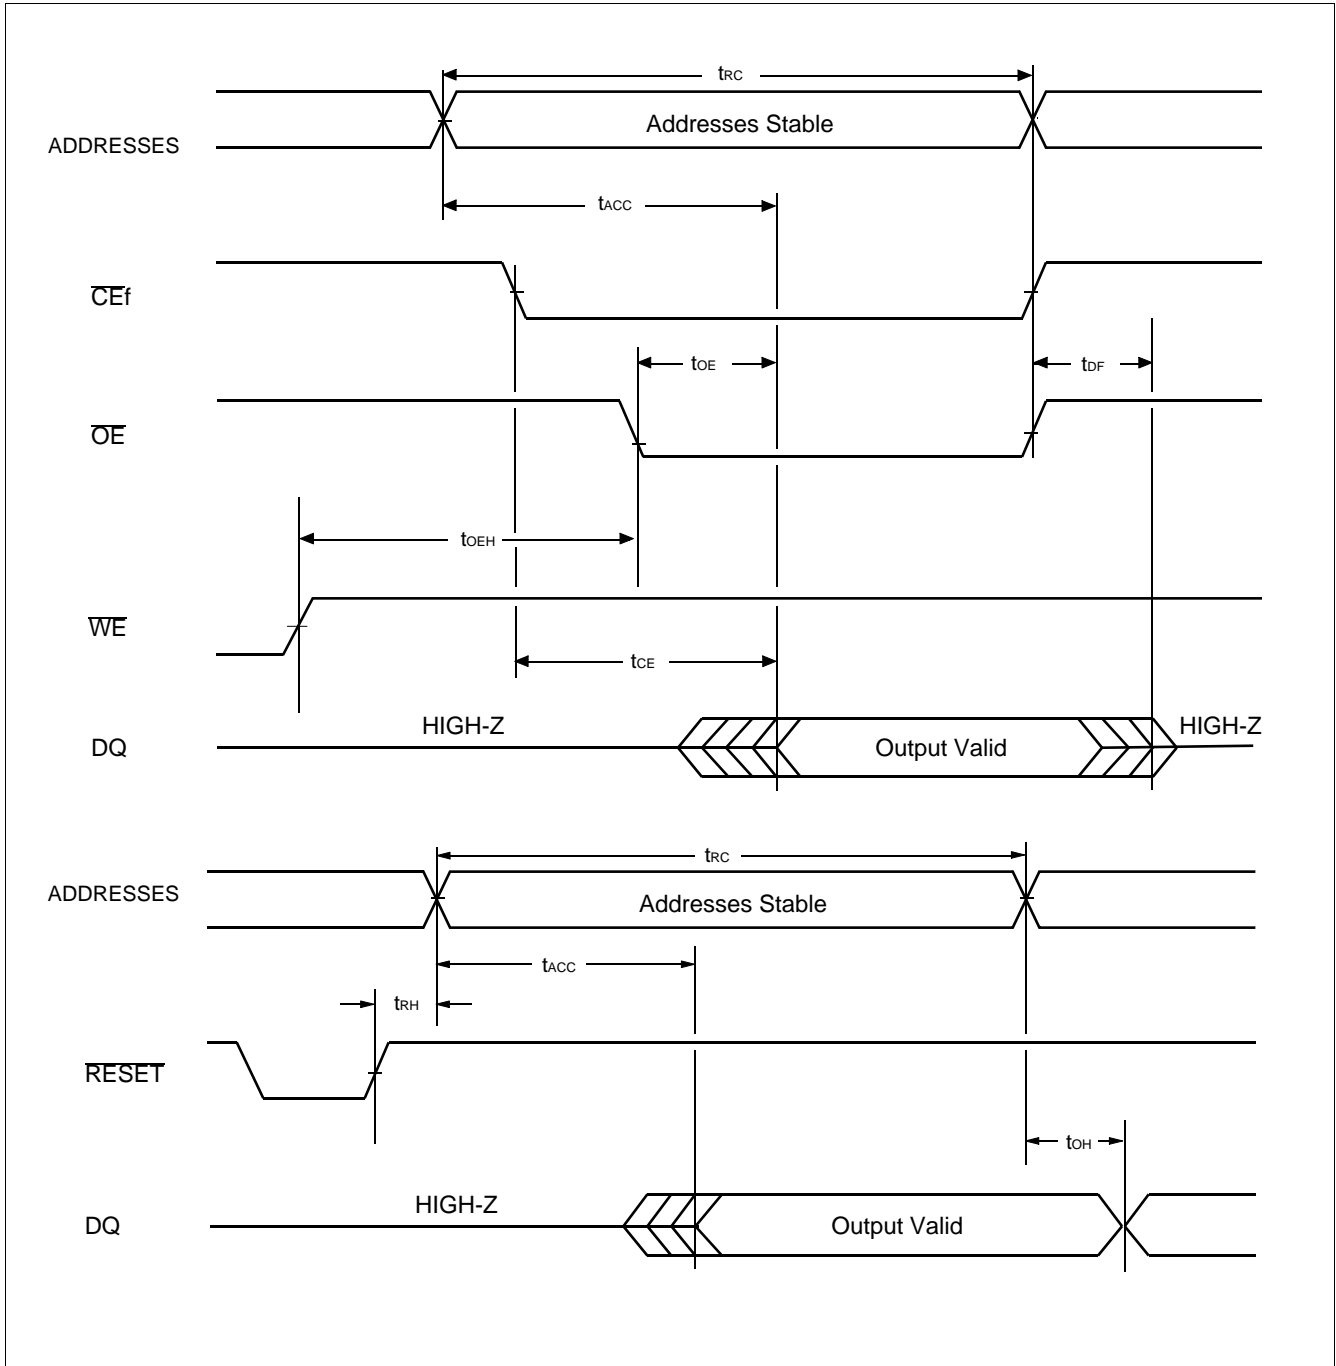 tRC
Addresses Stable
ADDRESSES
tACC
CEf
tOE
tDF
OE
tOEH
WE
tCE
HIGH-Z
HIGH-Z
DQ
Output Valid
tRC
ADDRESSES
Addresses Stable
tACC
tRH
RESET
tOH
HIGH-Z
DQ
Output Valid